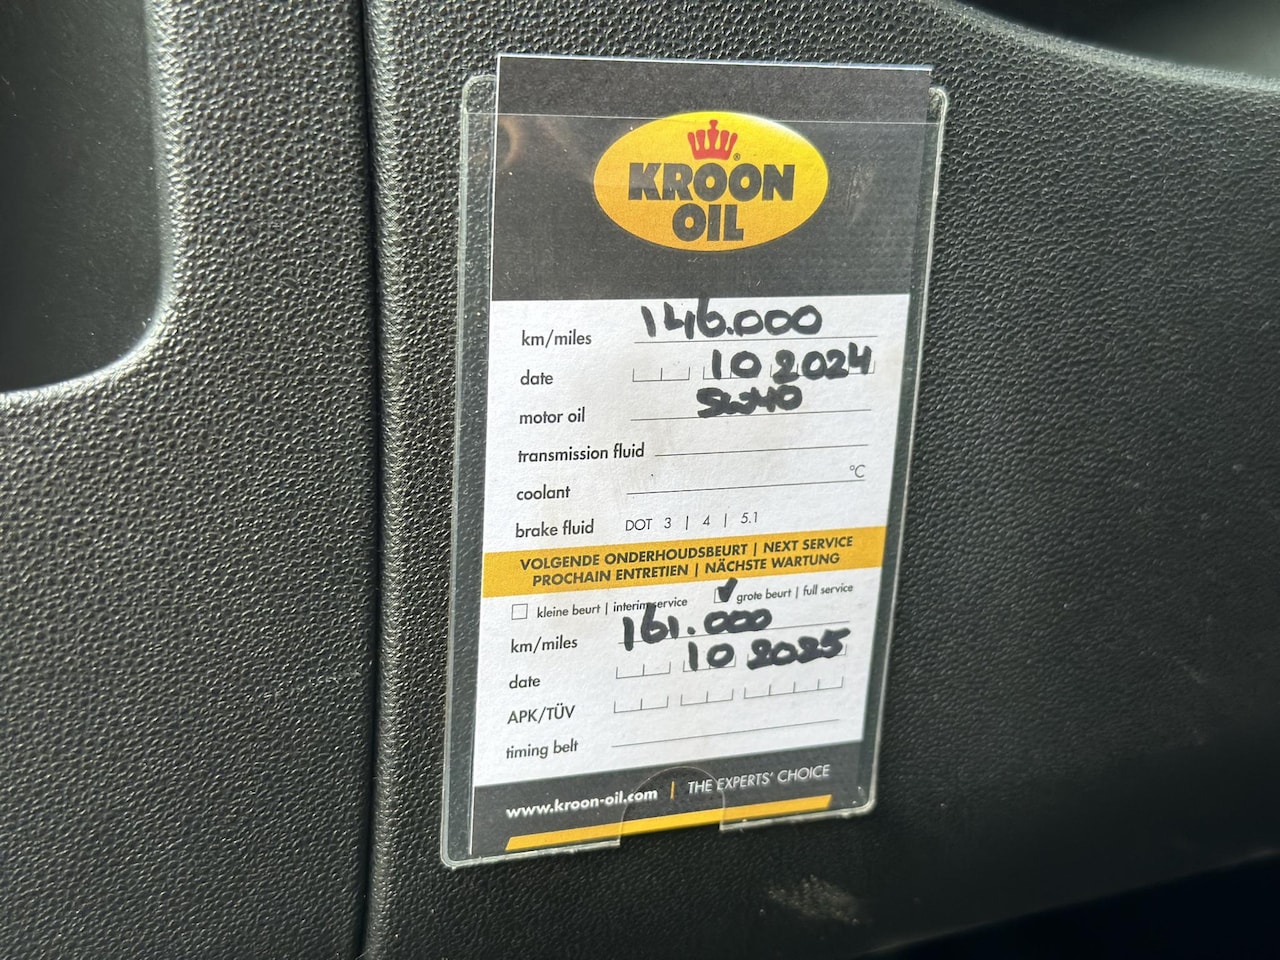 KROON
OIL
km/miles 146.000
date 10 2024
motor oil 5w40
transmission fluid
coolant °C
brake fluid DOT 3 | 4 | 5.1
VOLGENDE ONDERHOUDSBEURT | NEXT SERVICE
PROCHAIN ENTRETIEN | NÄCHSTE WARTUNG
kleine beurt | interim service grote beurt | full service
km/miles 161.000
date 10 2025
APK/TÜV
timing belt
www.kroon-oil.com | THE EXPERTS' CHOICE